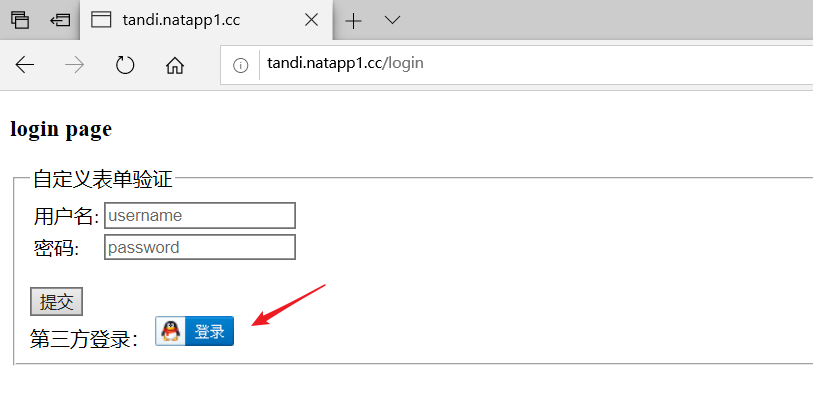 tandi.natapp1.cc
tandi.natapp1.cc/login
login page
自定义表单验证
用户名: username
密码: password
提交
第三方登录： 登录